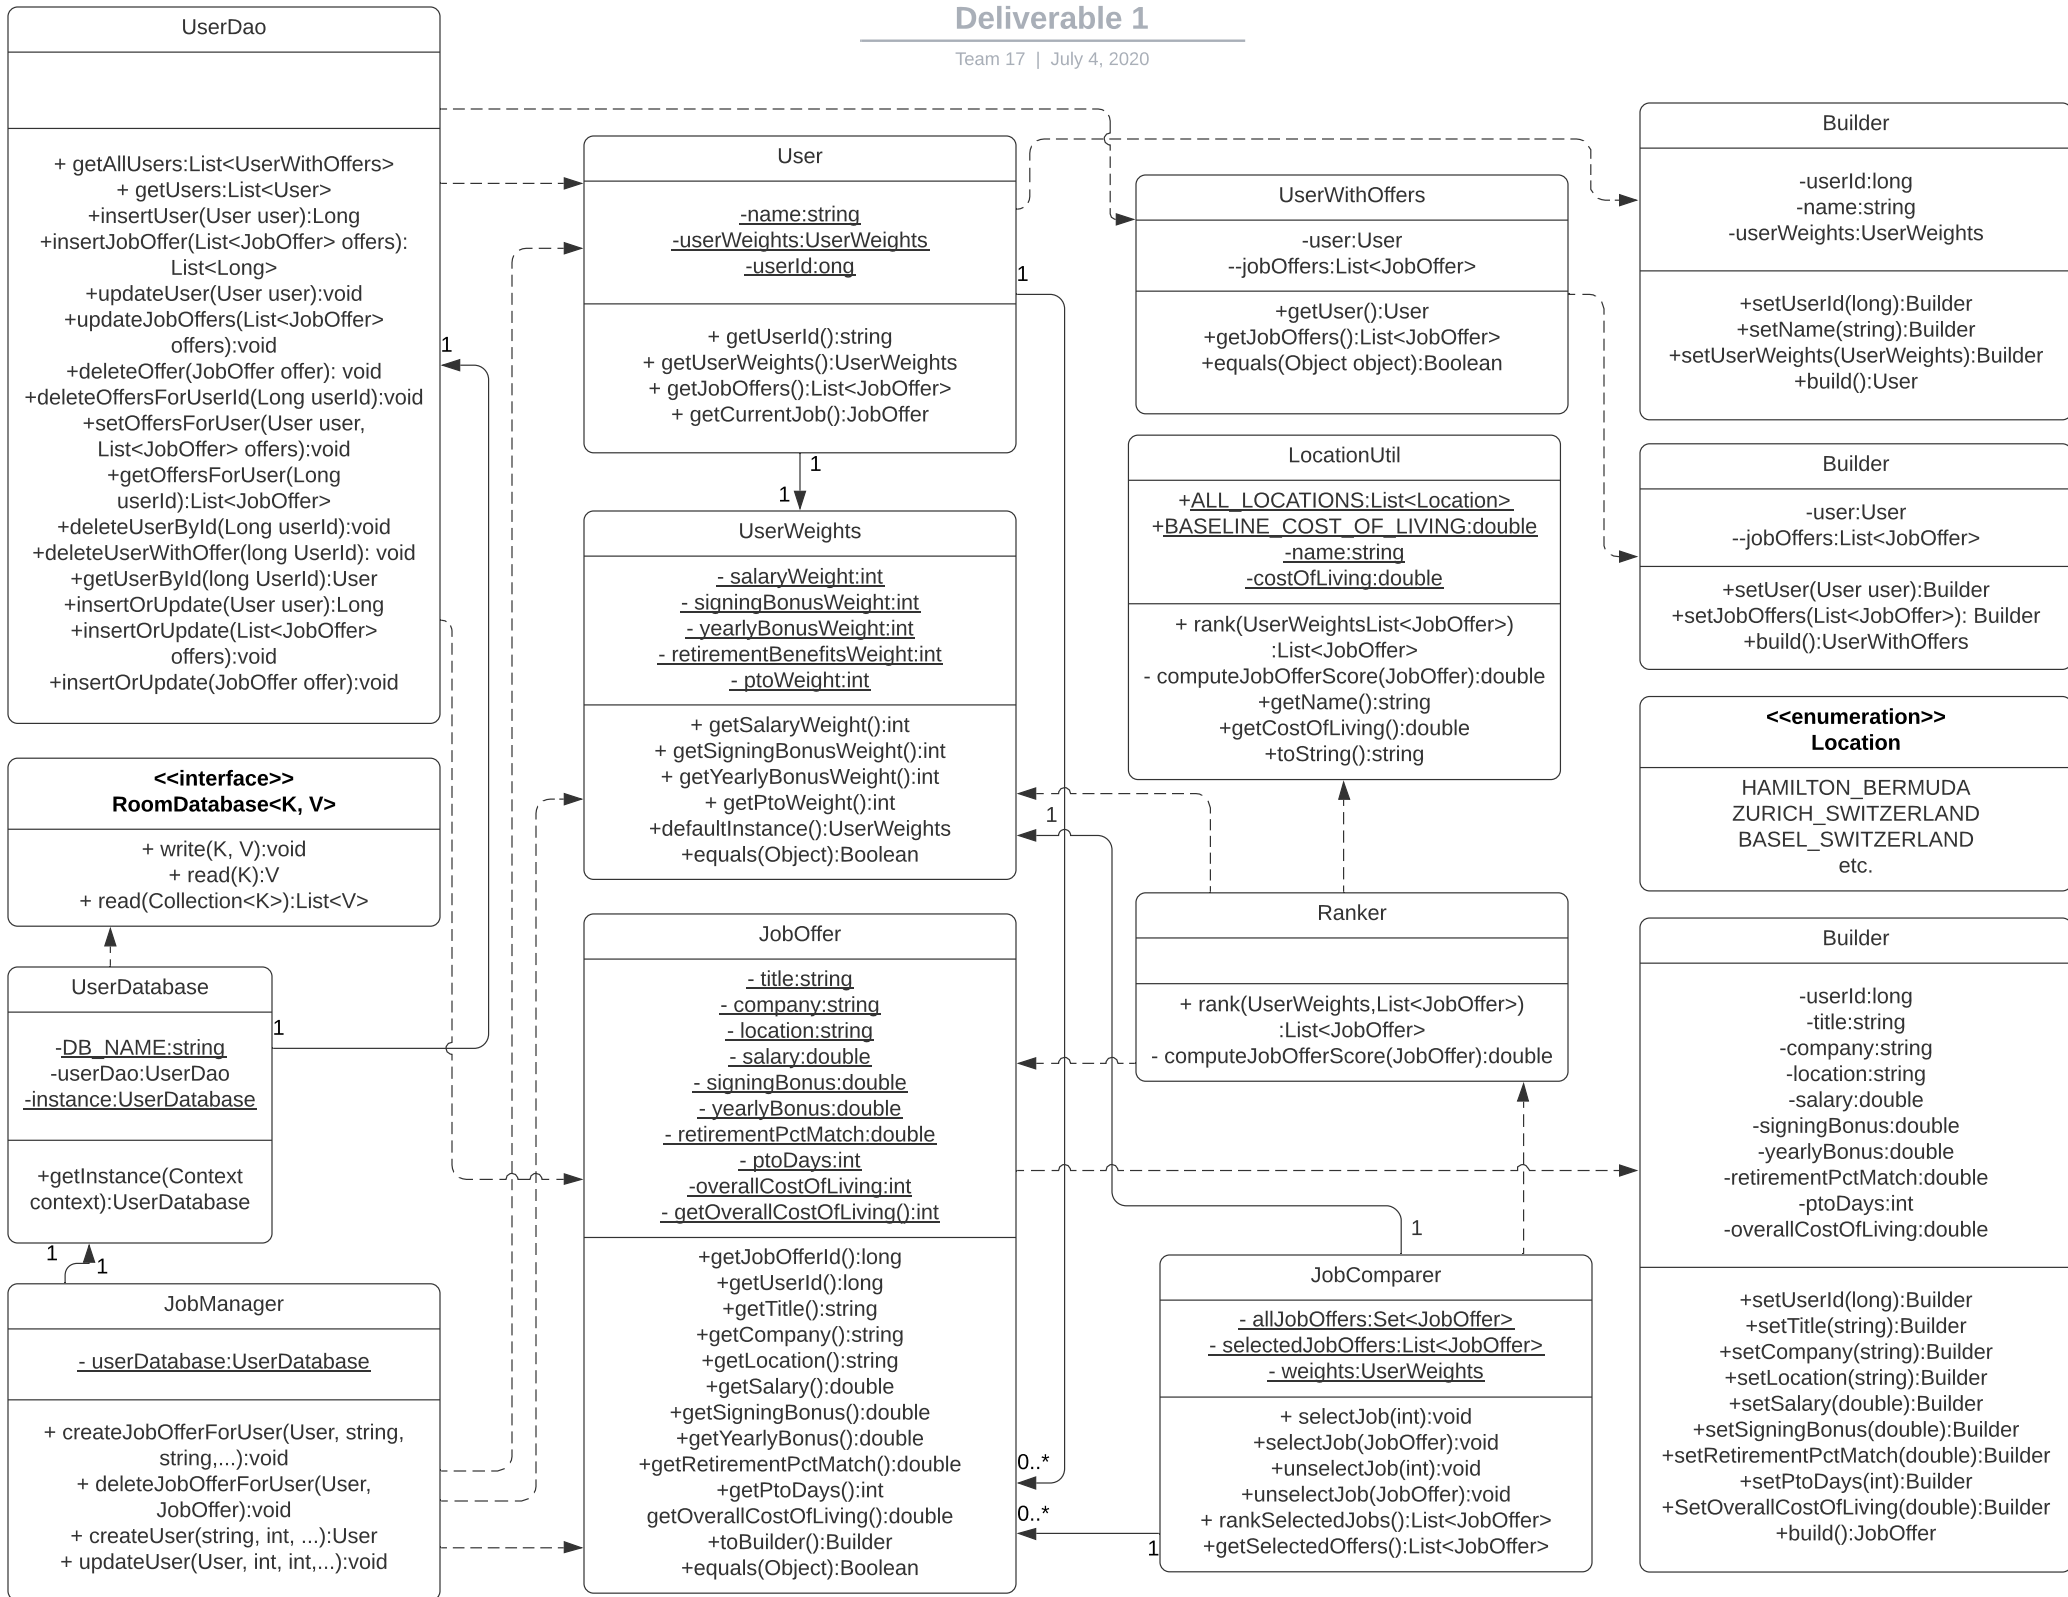 Deliverable 1
Team 17 | July 4, 2020
UserDao
+ getAllUsers:List<UserWithOffers>
+ getUsers:List<User>
+insertUser(User user):Long
+insertJobOffer(List<JobOffer> offers):
List<Long>
+updateUser(User user):void
+updateJobOffers(List<JobOffer>
offers):void
+deleteOffer(JobOffer offer): void
+deleteOffersForUserId(Long userId):void
+setOffersForUser(User user,
List<JobOffer> offers):void
+getOffersForUser(Long
userId):List<JobOffer>
+deleteUserById(Long userId):void
+deleteUserWithOffer(long UserId): void
+getUserById(long UserId):User
+insertOrUpdate(User user):Long
+insertOrUpdate(List<JobOffer>
offers):void
+insertOrUpdate(JobOffer offer):void
1
<<interface>>
RoomDatabase<K, V>
+ write(K, V):void
+ read(K):V
+ read(Collection<K>):List<V>
UserDatabase
-DB_NAME:string
-userDao:UserDao
-instance:UserDatabase
+getInstance(Context
context):UserDatabase
1
1
1
JobManager
- userDatabase:UserDatabase
+ createJobOfferForUser(User, string,
string,...):void
+ deleteJobOfferForUser(User,
JobOffer):void
+ createUser(string, int, ...):User
+ updateUser(User, int, int,...):void
User
-name:string
-userWeights:UserWeights
-userId:ong
+ getUserId():string
+ getUserWeights():UserWeights
+ getJobOffers():List<JobOffer>
+ getCurrentJob():JobOffer
1
1
1
UserWeights
- salaryWeight:int
- signingBonusWeight:int
- yearlyBonusWeight:int
- retirementBenefitsWeight:int
- ptoWeight:int
+ getSalaryWeight():int
+ getSigningBonusWeight():int
+ getYearlyBonusWeight():int
+ getPtoWeight():int
+defaultInstance():UserWeights
+equals(Object):Boolean
1
JobOffer
- title:string
- company:string
- location:string
- salary:double
- signingBonus:double
- yearlyBonus:double
- retirementPctMatch:double
- ptoDays:int
-overallCostOfLiving:int
- getOverallCostOfLiving():int
+getJobOfferId():long
+getUserId():long
+getTitle():string
+getCompany():string
+getLocation():string
+getSalary():double
+getSigningBonus():double
+getYearlyBonus():double
+getRetirementPctMatch():double
+getPtoDays():int
getOverallCostOfLiving():double
+toBuilder():Builder
+equals(Object):Boolean
0..*
0..*
UserWithOffers
-user:User
--jobOffers:List<JobOffer>
+getUser():User
+getJobOffers():List<JobOffer>
+equals(Object object):Boolean
LocationUtil
+ALL_LOCATIONS:List<Location>
+BASELINE_COST_OF_LIVING:double
-name:string
-costOfLiving:double
+ rank(UserWeightsList<JobOffer>)
:List<JobOffer>
- computeJobOfferScore(JobOffer):double
+getName():string
+getCostOfLiving():double
+toString():string
Ranker
+ rank(UserWeights,List<JobOffer>)
:List<JobOffer>
- computeJobOfferScore(JobOffer):double
1
JobComparer
- allJobOffers:Set<JobOffer>
- selectedJobOffers:List<JobOffer>
- weights:UserWeights
+ selectJob(int):void
+selectJob(JobOffer):void
+unselectJob(int):void
+unselectJob(JobOffer):void
+ rankSelectedJobs():List<JobOffer>
+getSelectedOffers():List<JobOffer>
1
Builder
-userId:long
-name:string
-userWeights:UserWeights
+setUserId(long):Builder
+setName(string):Builder
+setUserWeights(UserWeights):Builder
+build():User
Builder
-user:User
--jobOffers:List<JobOffer>
+setUser(User user):Builder
+setJobOffers(List<JobOffer>): Builder
+build():UserWithOffers
<<enumeration>>
Location
HAMILTON_BERMUDA
ZURICH_SWITZERLAND
BASEL_SWITZERLAND
etc.
Builder
-userId:long
-title:string
-company:string
-location:string
-salary:double
-signingBonus:double
-yearlyBonus:double
-retirementPctMatch:double
-ptoDays:int
-overallCostOfLiving:double
+setUserId(long):Builder
+setTitle(string):Builder
+setCompany(string):Builder
+setLocation(string):Builder
+setSalary(double):Builder
+setSigningBonus(double):Builder
+setRetirementPctMatch(double):Builder
+setPtoDays(int):Builder
+SetOverallCostOfLiving(double):Builder
+build():JobOffer